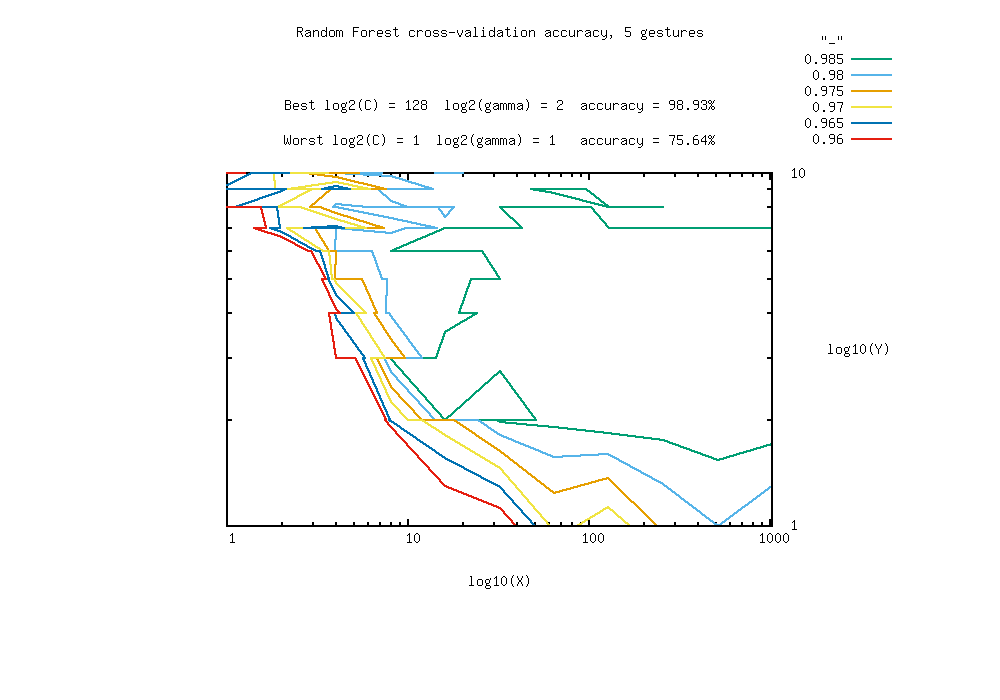 Random Forest cross-validation accuracy, 5 gestures
"_"
0.985
0.98
0.975
0.97
0.965
0.96
Best log2(C) = 128  log2(gamma) = 2  accuracy = 98.93%
Worst log2(C) = 1  log2(gamma) = 1   accuracy = 75.64%
10
log10(Y)
1
1 10 100 1000
log10(X)